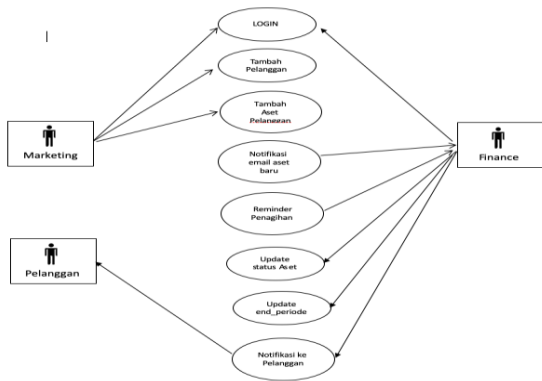 LOGIN
Tambah
Pelanggan
Tambah
Aset
Pelanggan
Marketing
Notifikasi
email aset
baru
Finance
Reminder
Penagihan
Pelanggan
Update
status Aset
Update
end_periode
Notifikasi ke
Pelanggan